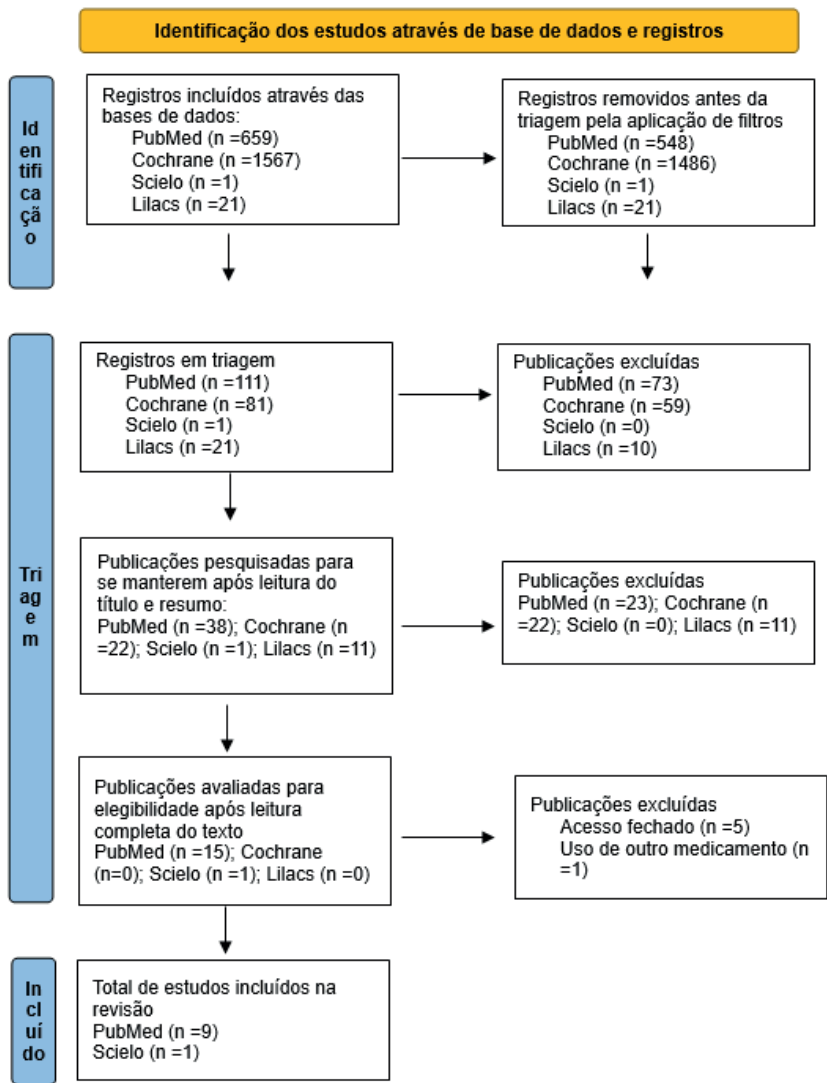 Identificação dos estudos através de base de dados e registros
Id
en
tifi
ca
çã
o
Registros incluídos através das
bases de dados:
PubMed (n =659)
Cochrane (n =1567)
Scielo (n =1)
Lilacs (n =21)
Registros removidos antes da
triagem pela aplicação de filtros
PubMed (n =548)
Cochrane (n =1486)
Scielo (n =1)
Lilacs (n =21)
Tri
ag
e
m
Registros em triagem
PubMed (n =111)
Cochrane (n =81)
Scielo (n =1)
Lilacs (n =21)
Publicações excluídas
PubMed (n =73)
Cochrane (n =59)
Scielo (n =0)
Lilacs (n =10)
Publicações pesquisadas para
se manterem após leitura do
título e resumo:
PubMed (n =38); Cochrane (n
=22); Scielo (n =1); Lilacs (n =11)
Publicações excluídas
PubMed (n =23); Cochrane (n
=22); Scielo (n =0); Lilacs (n =11)
Publicações avaliadas para
elegibilidade após leitura
completa do texto
PubMed (n =15); Cochrane
(n=0); Scielo (n =1); Lilacs (n =0)
Publicações excluídas
Acesso fechado (n =5)
Uso de outro medicamento (n
=1)
In
cl
uí
do
Total de estudos incluídos na
revisão
PubMed (n =9)
Scielo (n =1)